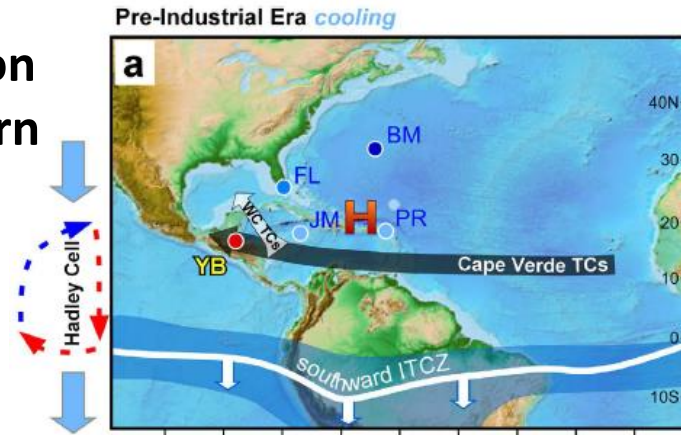 Pre-Industrial Era cooling
on
rn
a
40N
BM
30
FL
WC TCs
JM
H
PR
20
YB
Cape Verde TCs
Hadley Cell
10
0
southward ITCZ
10S